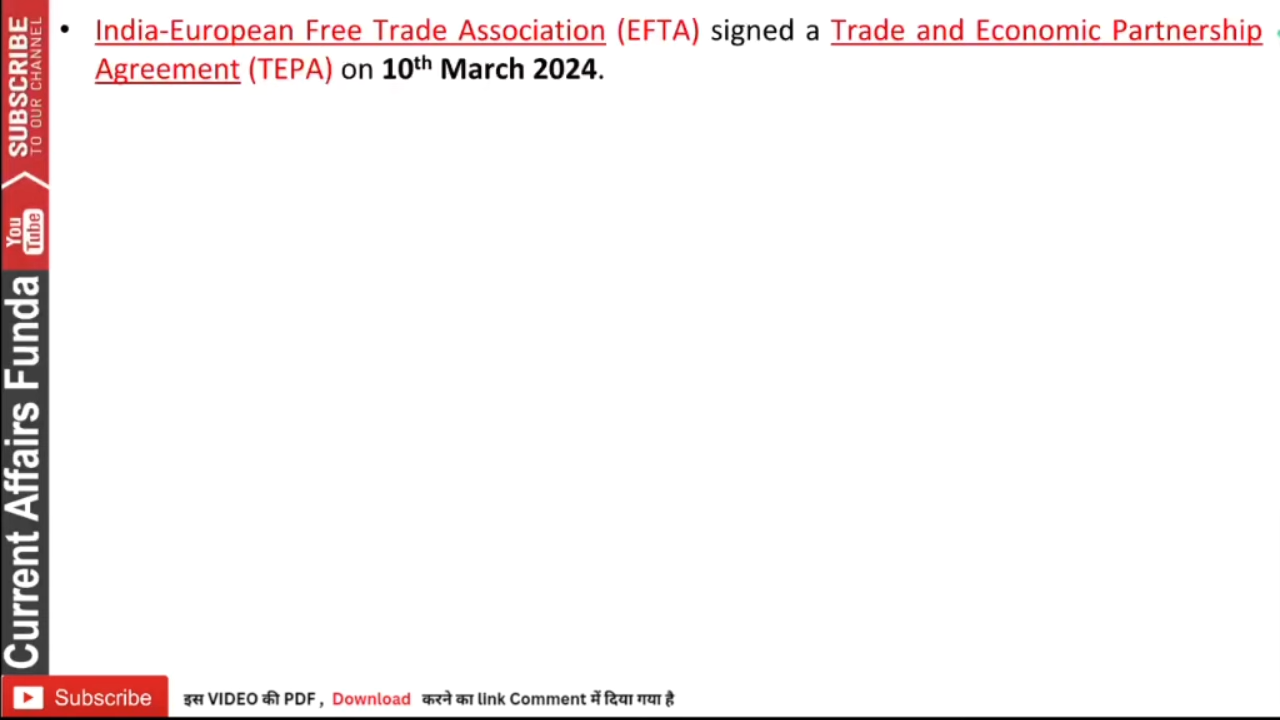 • India-European Free Trade Association (EFTA) signed a Trade and Economic Partnership
Agreement (TEPA) on 10th March 2024.
SUBSCRIBE
TO OUR CHANNEL
You
Tube
Current Affairs Funda
Subscribe
इस VIDEO की PDF , Download करने का link Comment में दिया गया है